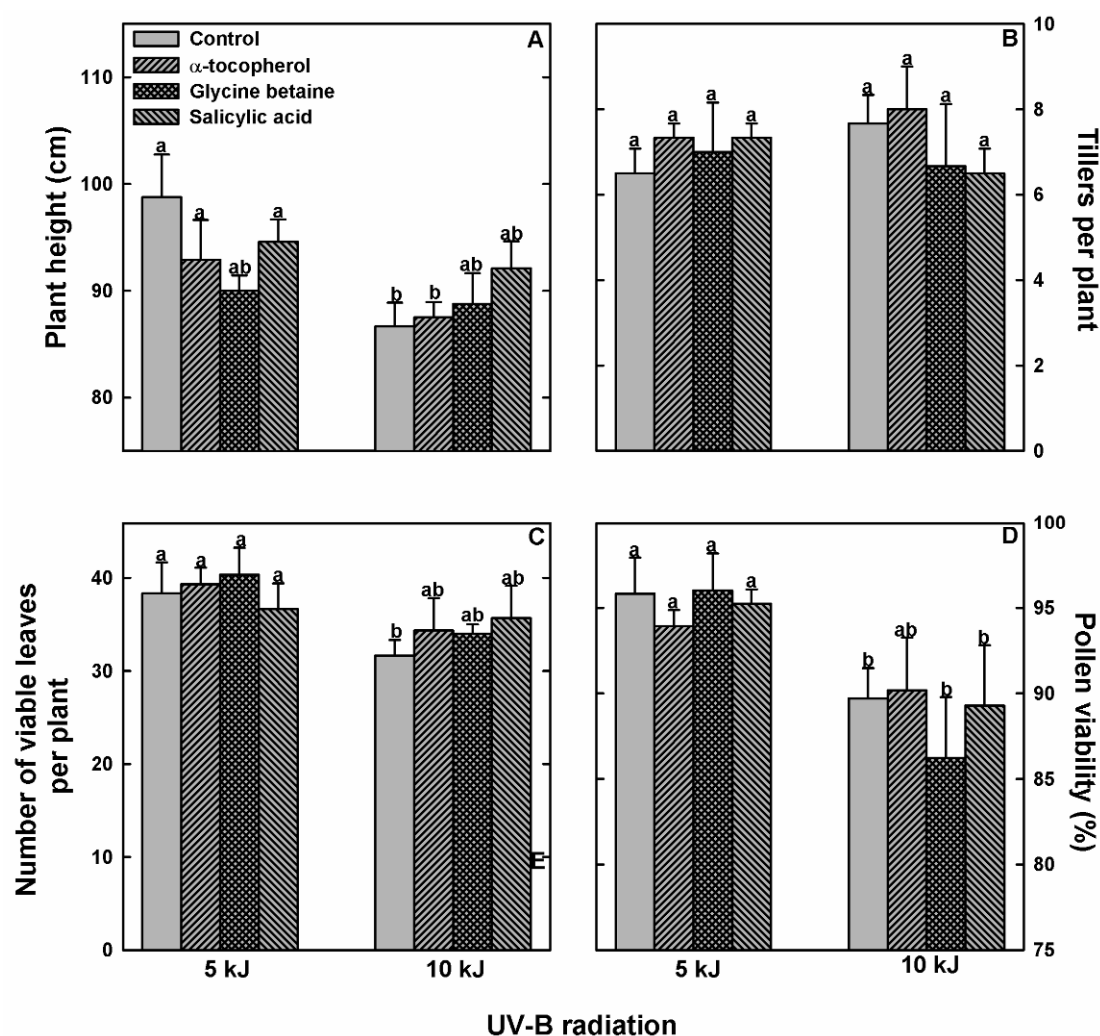 Control
α-tocopherol
Glycine betaine
Salicylic acid
A
110
100
90
80
Plant height (cm)
a
a
ab
a
b
b
ab
ab
B
10
8
6
4
2
0
Tillers per plant
a
a
a
a
a
a
a
a
C
40
30
20
10
0
Number of viable leaves
per plant
a
a
a
a
b
ab
ab
ab
E
5 kJ
10 kJ
D
100
95
90
85
80
75
Pollen viability (%)
a
a
a
a
b
ab
b
b
5 kJ
10 kJ
UV-B radiation